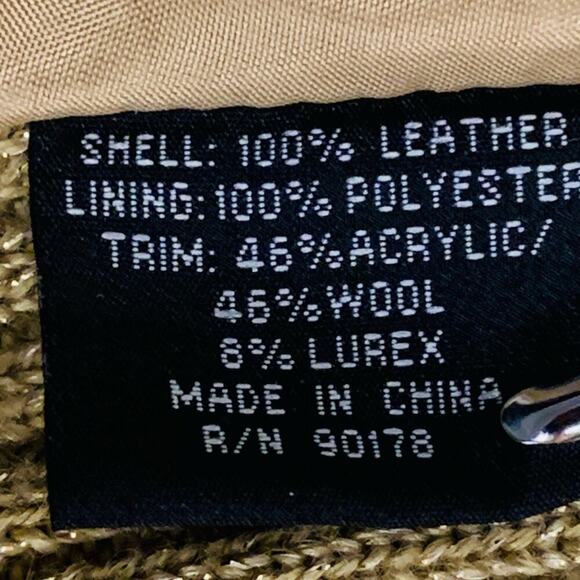 SHELL: 100% LEATHER
LINING: 100% POLYESTER
TRIM: 46% ACRYLIC/
46% WOOL
8% LUREX
MADE IN CHINA
R/N 90178